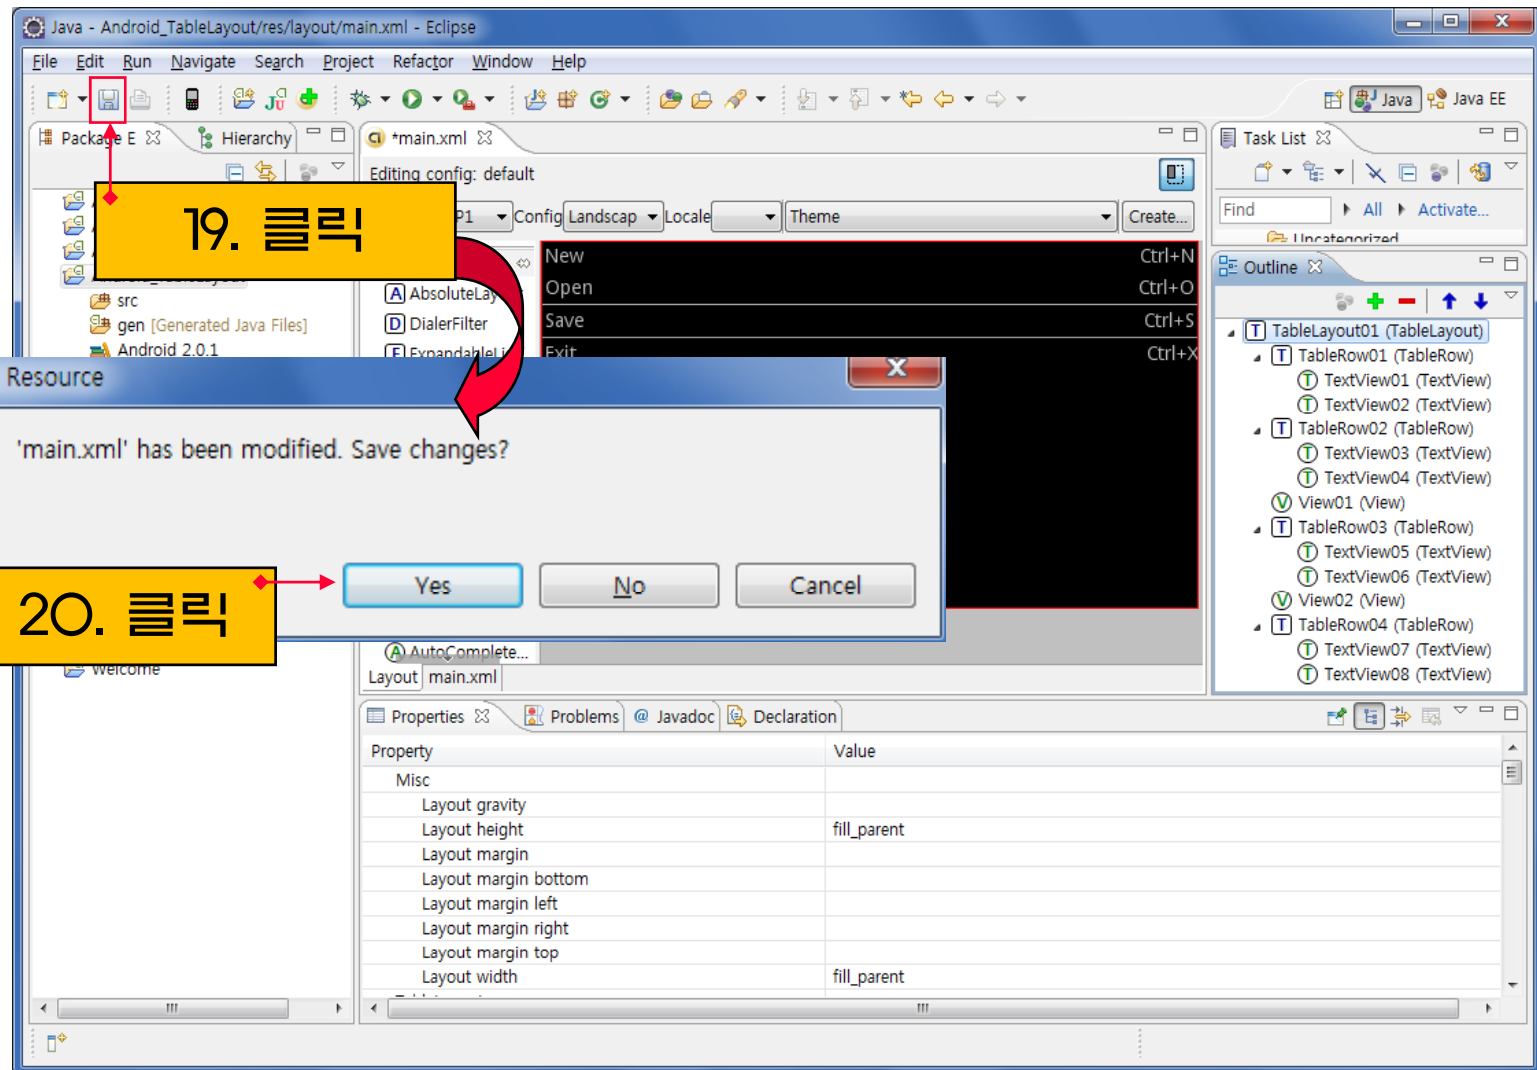 Java - Android_TableLayout/res/layout/main.xml - Eclipse
File Edit Run Navigate Search Project Refactor Window Help
Java Java EE
Package E Hierarchy
*main.xml
Task List
Editing config: default
19. 클릭
P1 Config Landscap Locale Theme Create...
Find All Activate...
Uncategorized
New Ctrl+N
Open Ctrl+O
Save Ctrl+S
Exit Ctrl+X
AbsoluteLay
DialerFilter
ExpandableLi
Outline
src
gen [Generated Java Files]
Android 2.0.1
TableLayout01 (TableLayout)
TableRow01 (TableRow)
TextView01 (TextView)
TextView02 (TextView)
TableRow02 (TableRow)
TextView03 (TextView)
TextView04 (TextView)
View01 (View)
TableRow03 (TableRow)
TextView05 (TextView)
TextView06 (TextView)
View02 (View)
TableRow04 (TableRow)
TextView07 (TextView)
TextView08 (TextView)
Resource
'main.xml' has been modified. Save changes?
Yes No Cancel
20. 클릭
Welcome
AutoComplete...
Layout main.xml
Properties Problems @ Javadoc Declaration
Property Value
Misc
Layout gravity
Layout height fill_parent
Layout margin
Layout margin bottom
Layout margin left
Layout margin right
Layout margin top
Layout width fill_parent